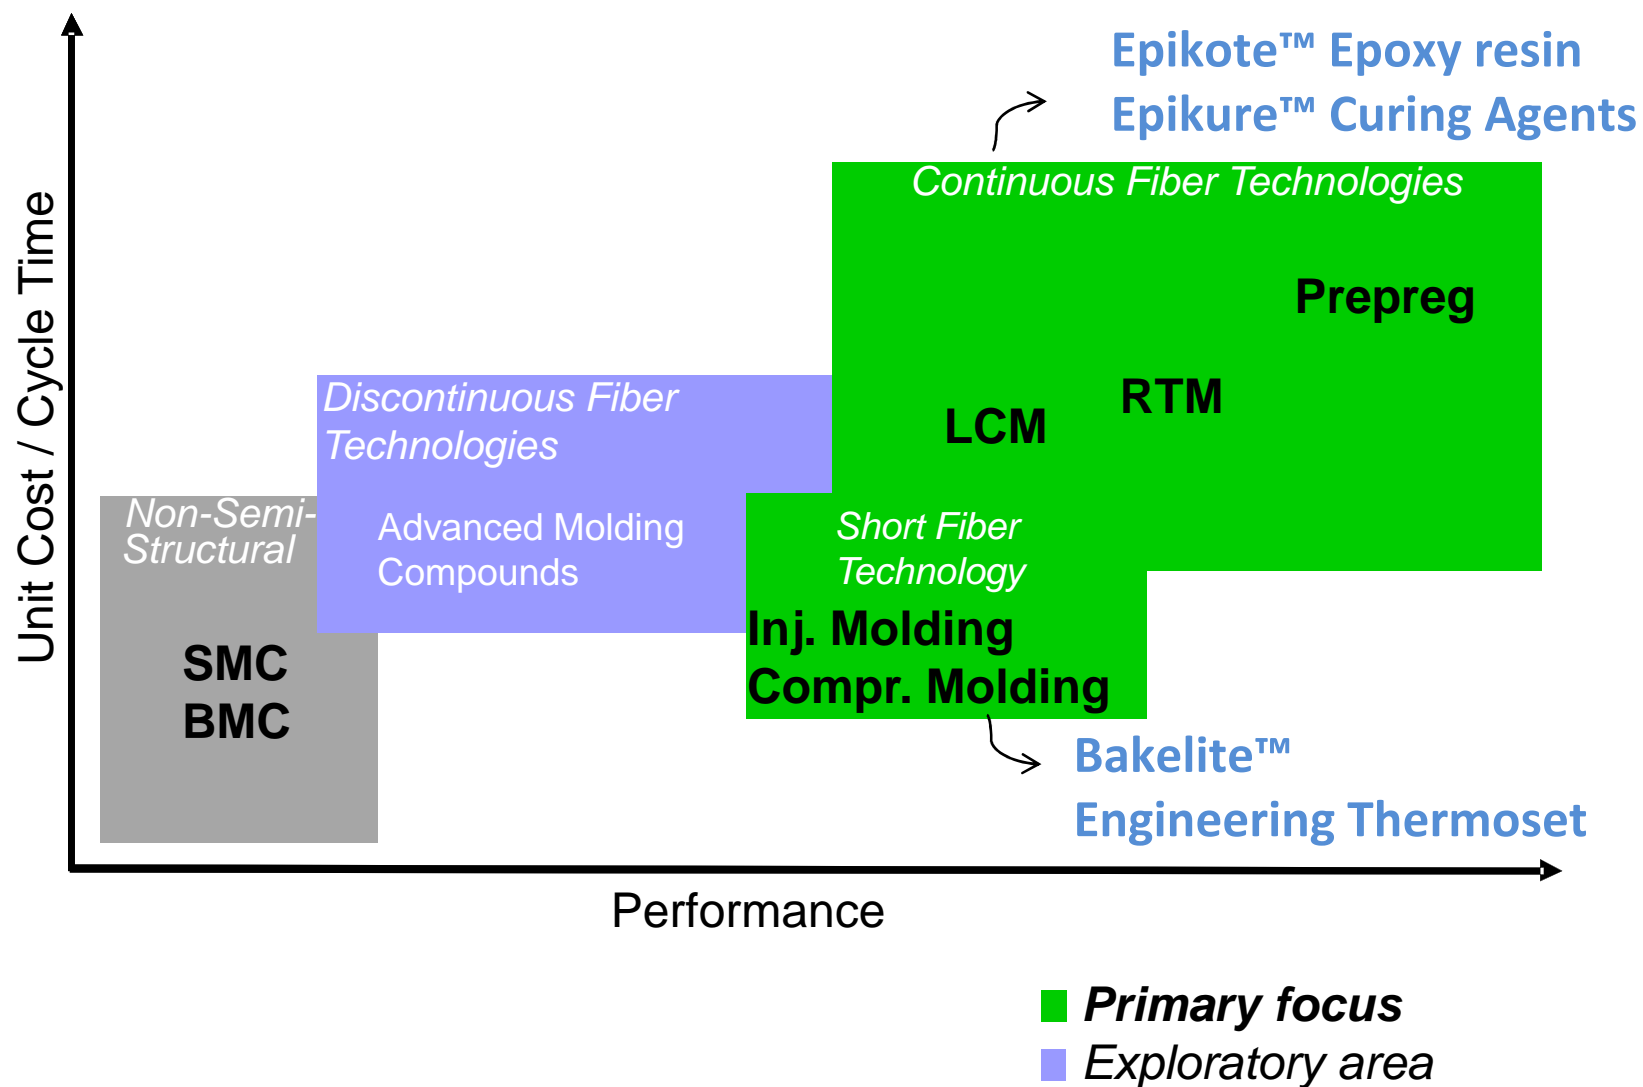 Epikote™ Epoxy resin
Epikure™ Curing Agents
Continuous Fiber Technologies
Prepreg
RTM
LCM
Discontinuous Fiber
Technologies
Advanced Molding
Compounds
Non-Semi-
Structural
SMC
BMC
Short Fiber
Technology
Inj. Molding
Compr. Molding
Bakelite™
Engineering Thermoset
Unit Cost / Cycle Time
Performance
Primary focus
Exploratory area